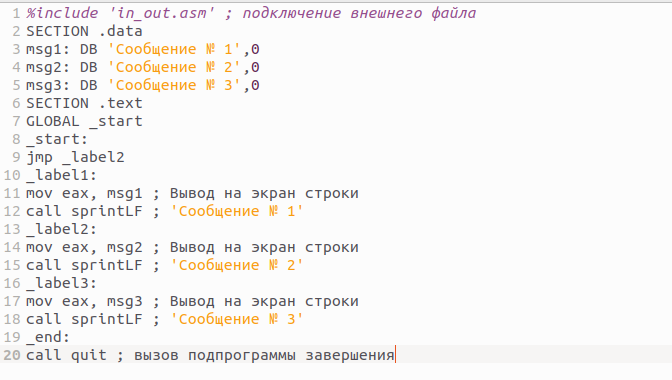 1 %include 'in_out.asm' ; подключение внешнего файла
2 SECTION .data
3 msg1: DB 'Сообщение № 1',0
4 msg2: DB 'Сообщение № 2',0
5 msg3: DB 'Сообщение № 3',0
6 SECTION .text
7 GLOBAL _start
8 _start:
9 jmp _label2
10 _label1:
11 mov eax, msg1 ; Вывод на экран строки
12 call sprintLF ; 'Сообщение № 1'
13 _label2:
14 mov eax, msg2 ; Вывод на экран строки
15 call sprintLF ; 'Сообщение № 2'
16 _label3:
17 mov eax, msg3 ; Вывод на экран строки
18 call sprintLF ; 'Сообщение № 3'
19 _end:
20 call quit ; вызов подпрограммы завершения